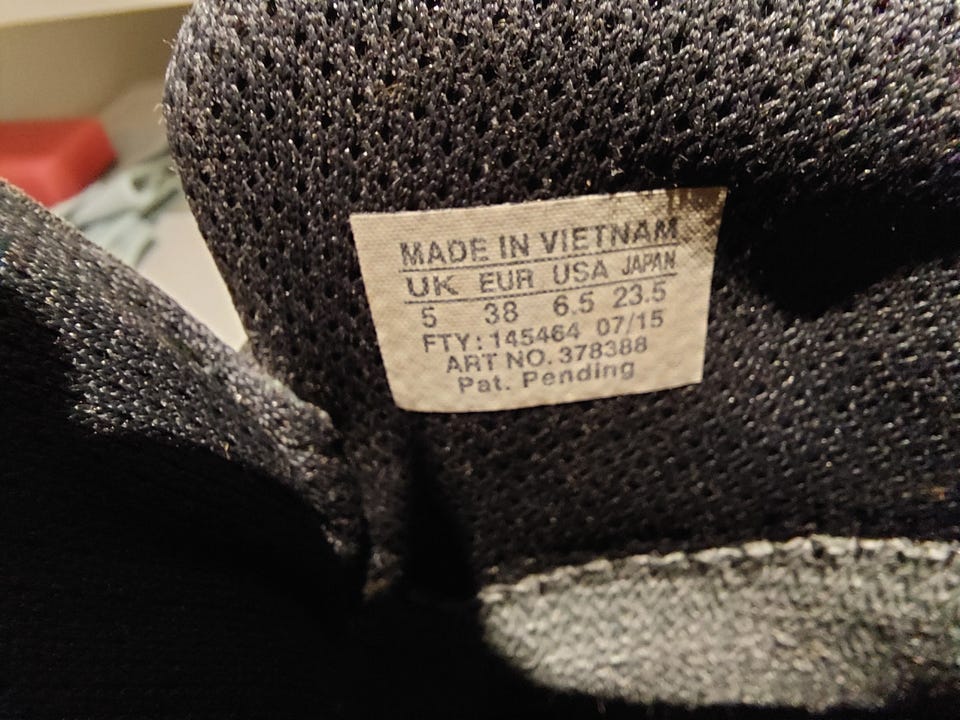 MADE IN VIETNAM
UK EUR USA JAPAN
5 38 6.5 23.5
FTY: 145464 07/15
ART NO. 378388
Pat. Pending